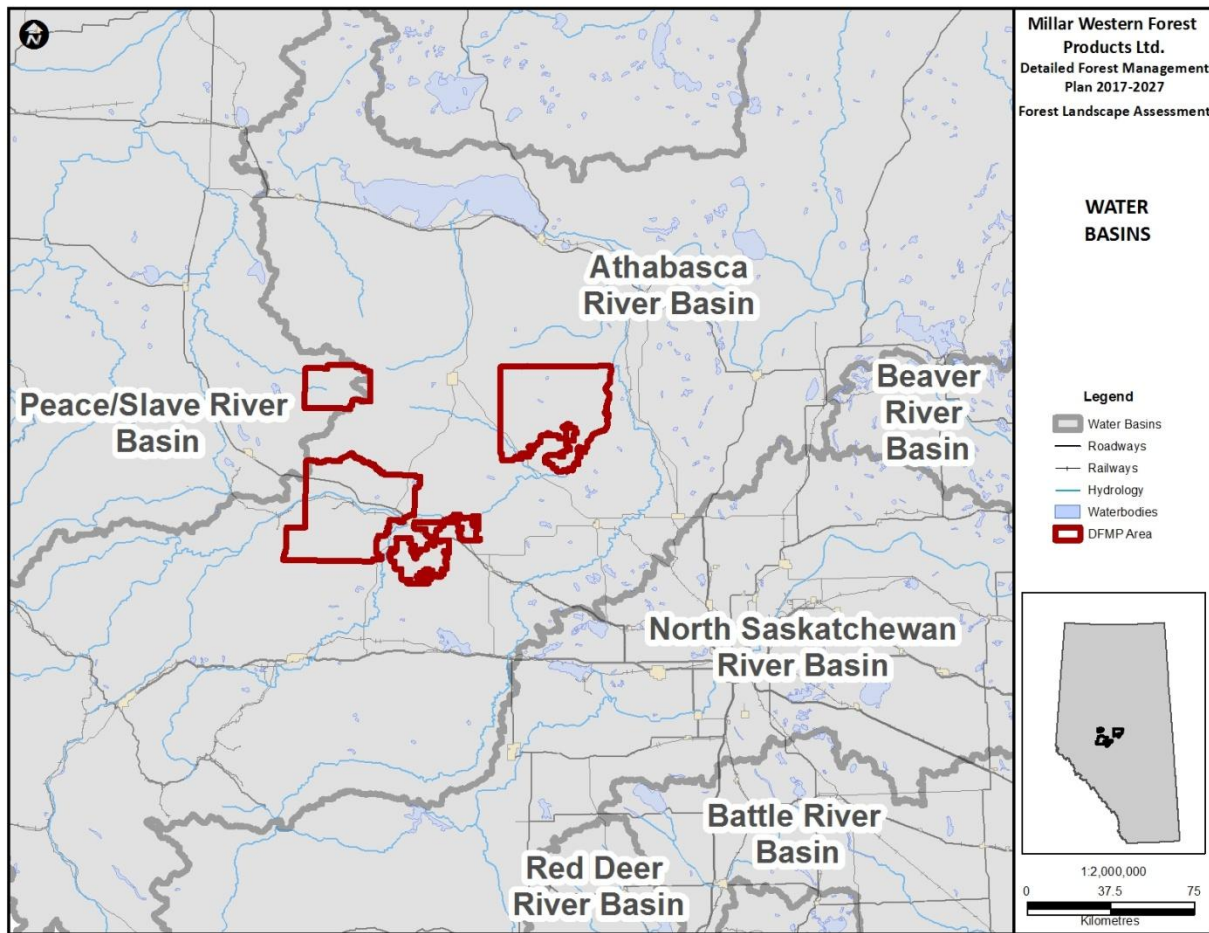 N
Athabasca
River Basin
Peace/Slave River
Basin
Beaver
River
Basin
North Saskatchewan
River Basin
Battle River
Basin
Red Deer
River Basin
Millar Western Forest
Products Ltd.
Detailed Forest Management
Plan 2017-2027
Forest Landscape Assessment
WATER
BASINS
Legend
Water Basins
Roadways
Railways
Hydrology
Waterbodies
DFMP Area
1:2,000,000
0 37.5 75
Kilometres